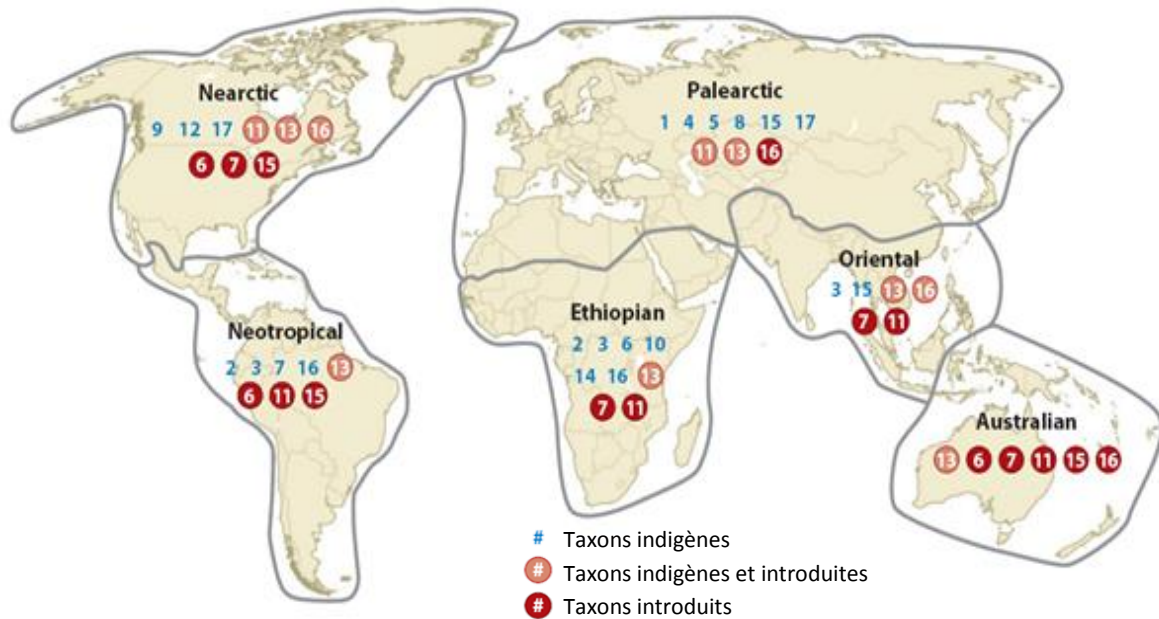 Nearctic
9 12 17 11 13 16
6 7 15
Palearctic
1 4 5 8 15 17
11 13 16
Oriental
3 15 13 16
7 11
Ethiopian
2 3 6 10
14 16 13
7 11
Neotropical
2 3 7 16 13
6 11 15
Australian
13 6 7 11 15 16
# Taxons indigènes
# Taxons indigènes et introduites
# Taxons introduits